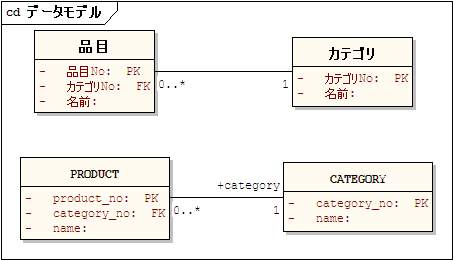 cd データモデル
品目
- 品目No: PK
- カテゴリNo: FK
- 名前:
0..*
1
カテゴリ
- カテゴリNo: PK
- 名前:
PRODUCT
- product_no: PK
- category_no: FK
- name:
+category
0..*
1
CATEGORY
- category_no: PK
- name: